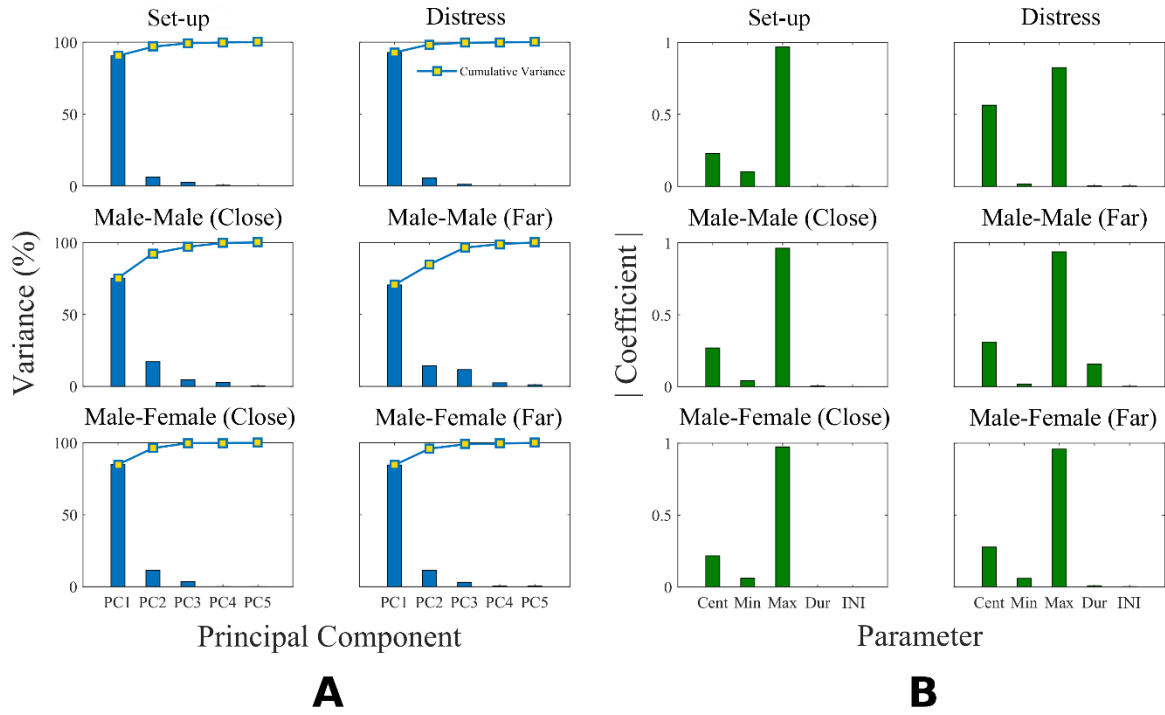 Set-up
Distress
100
50
0
Cumulative Variance
Male-Male (Close)
Male-Male (Far)
100
50
0
Male-Female (Close)
Male-Female (Far)
100
50
0
PC1 PC2 PC3 PC4 PC5
PC1 PC2 PC3 PC4 PC5
Variance (%)
Principal Component
A
Set-up
Distress
1
0.5
0
Male-Male (Close)
Male-Male (Far)
1
0.5
0
Male-Female (Close)
Male-Female (Far)
1
0.5
0
Cent Min Max Dur INI
Cent Min Max Dur INI
| Coefficient |
Parameter
B